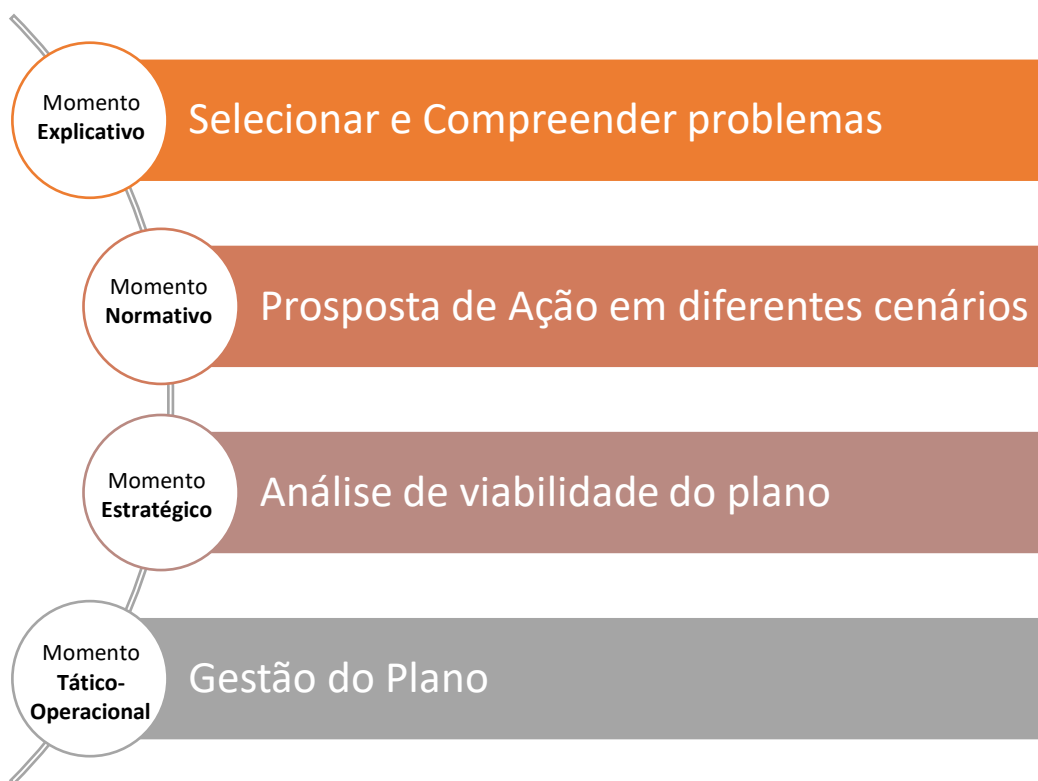 Momento
Explicativo
Selecionar e Compreender problemas
Momento
Normativo
Prosposta de Ação em diferentes cenários
Momento
Estratégico
Análise de viabilidade do plano
Momento
Tático-
Operacional
Gestão do Plano